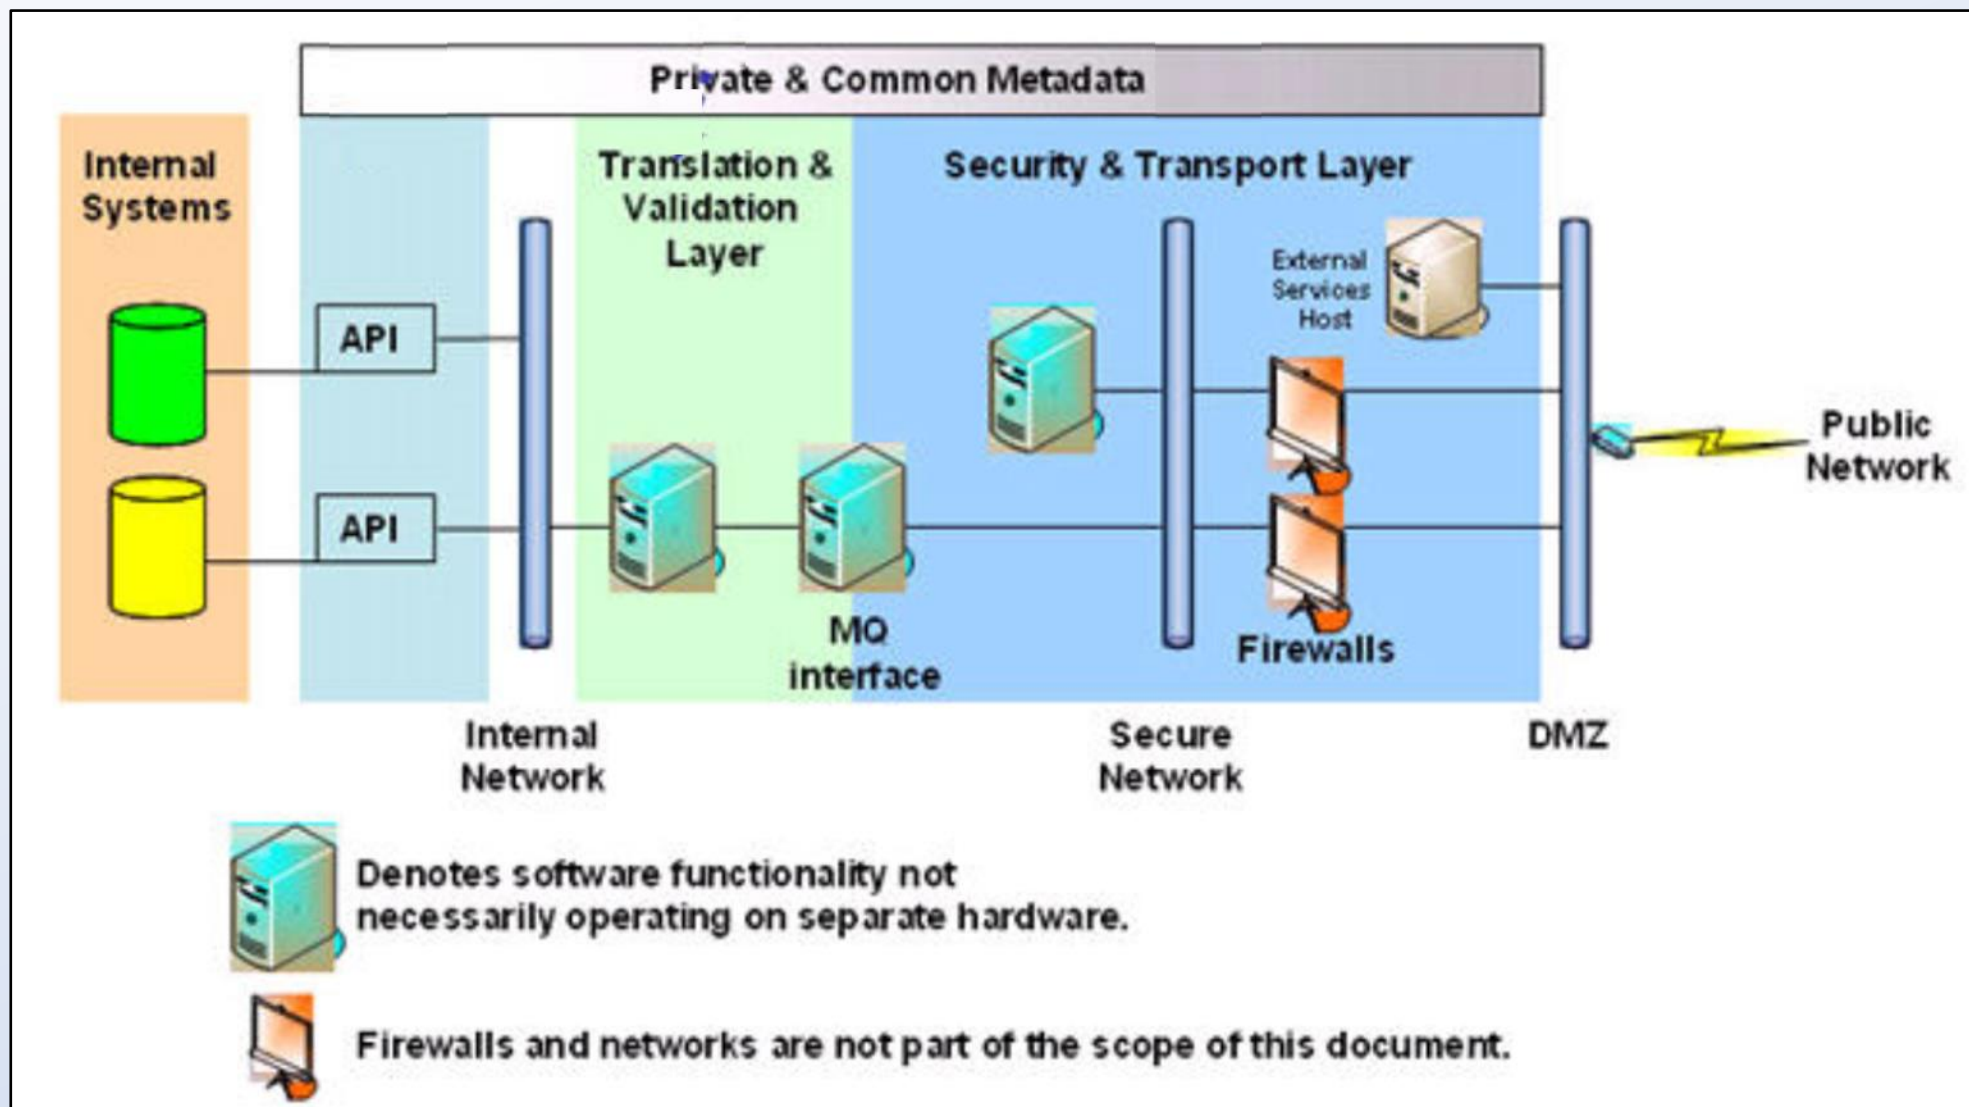 Private & Common Metadata
Internal
Systems
Translation &
Validation
Layer
Security & Transport Layer
External
Services
Host
API
API
Public
Network
MQ
interface
Firewalls
Internal
Network
Secure
Network
DMZ
Denotes software functionality not
necessarily operating on separate hardware.
Firewalls and networks are not part of the scope of this document.